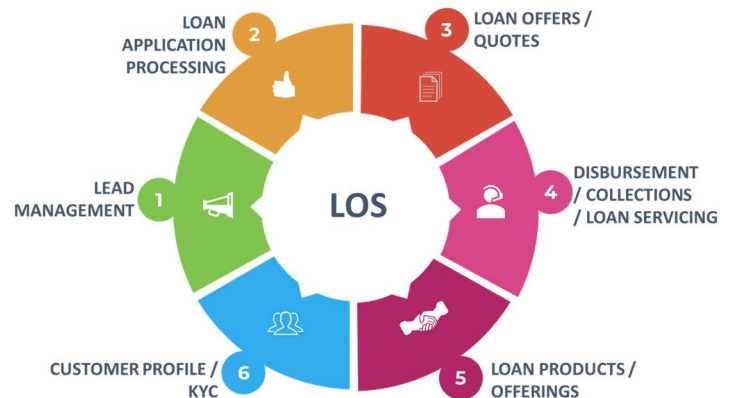 1
LEAD
MANAGEMENT
2
LOAN
APPLICATION
PROCESSING
3
LOAN OFFERS /
QUOTES
4
DISBURSEMENT
/ COLLECTIONS
/ LOAN SERVICING
5
LOAN PRODUCTS /
OFFERINGS
6
CUSTOMER PROFILE /
KYC
LOS